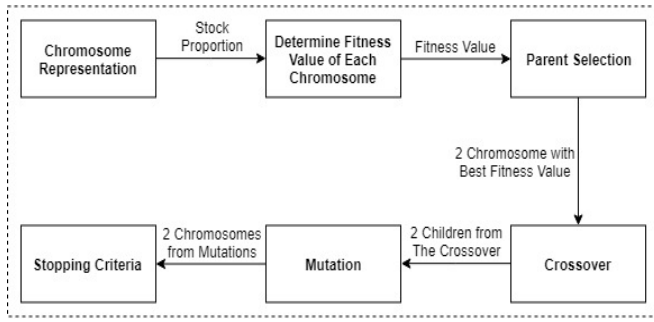 Chromosome
Representation
Stock
Proportion
Determine Fitness
Value of Each
Chromosome
Fitness Value
Parent Selection
2 Chromosome with
Best Fitness Value
Crossover
2 Children from
The Crossover
Mutation
2 Chromosomes
from Mutations
Stopping Criteria